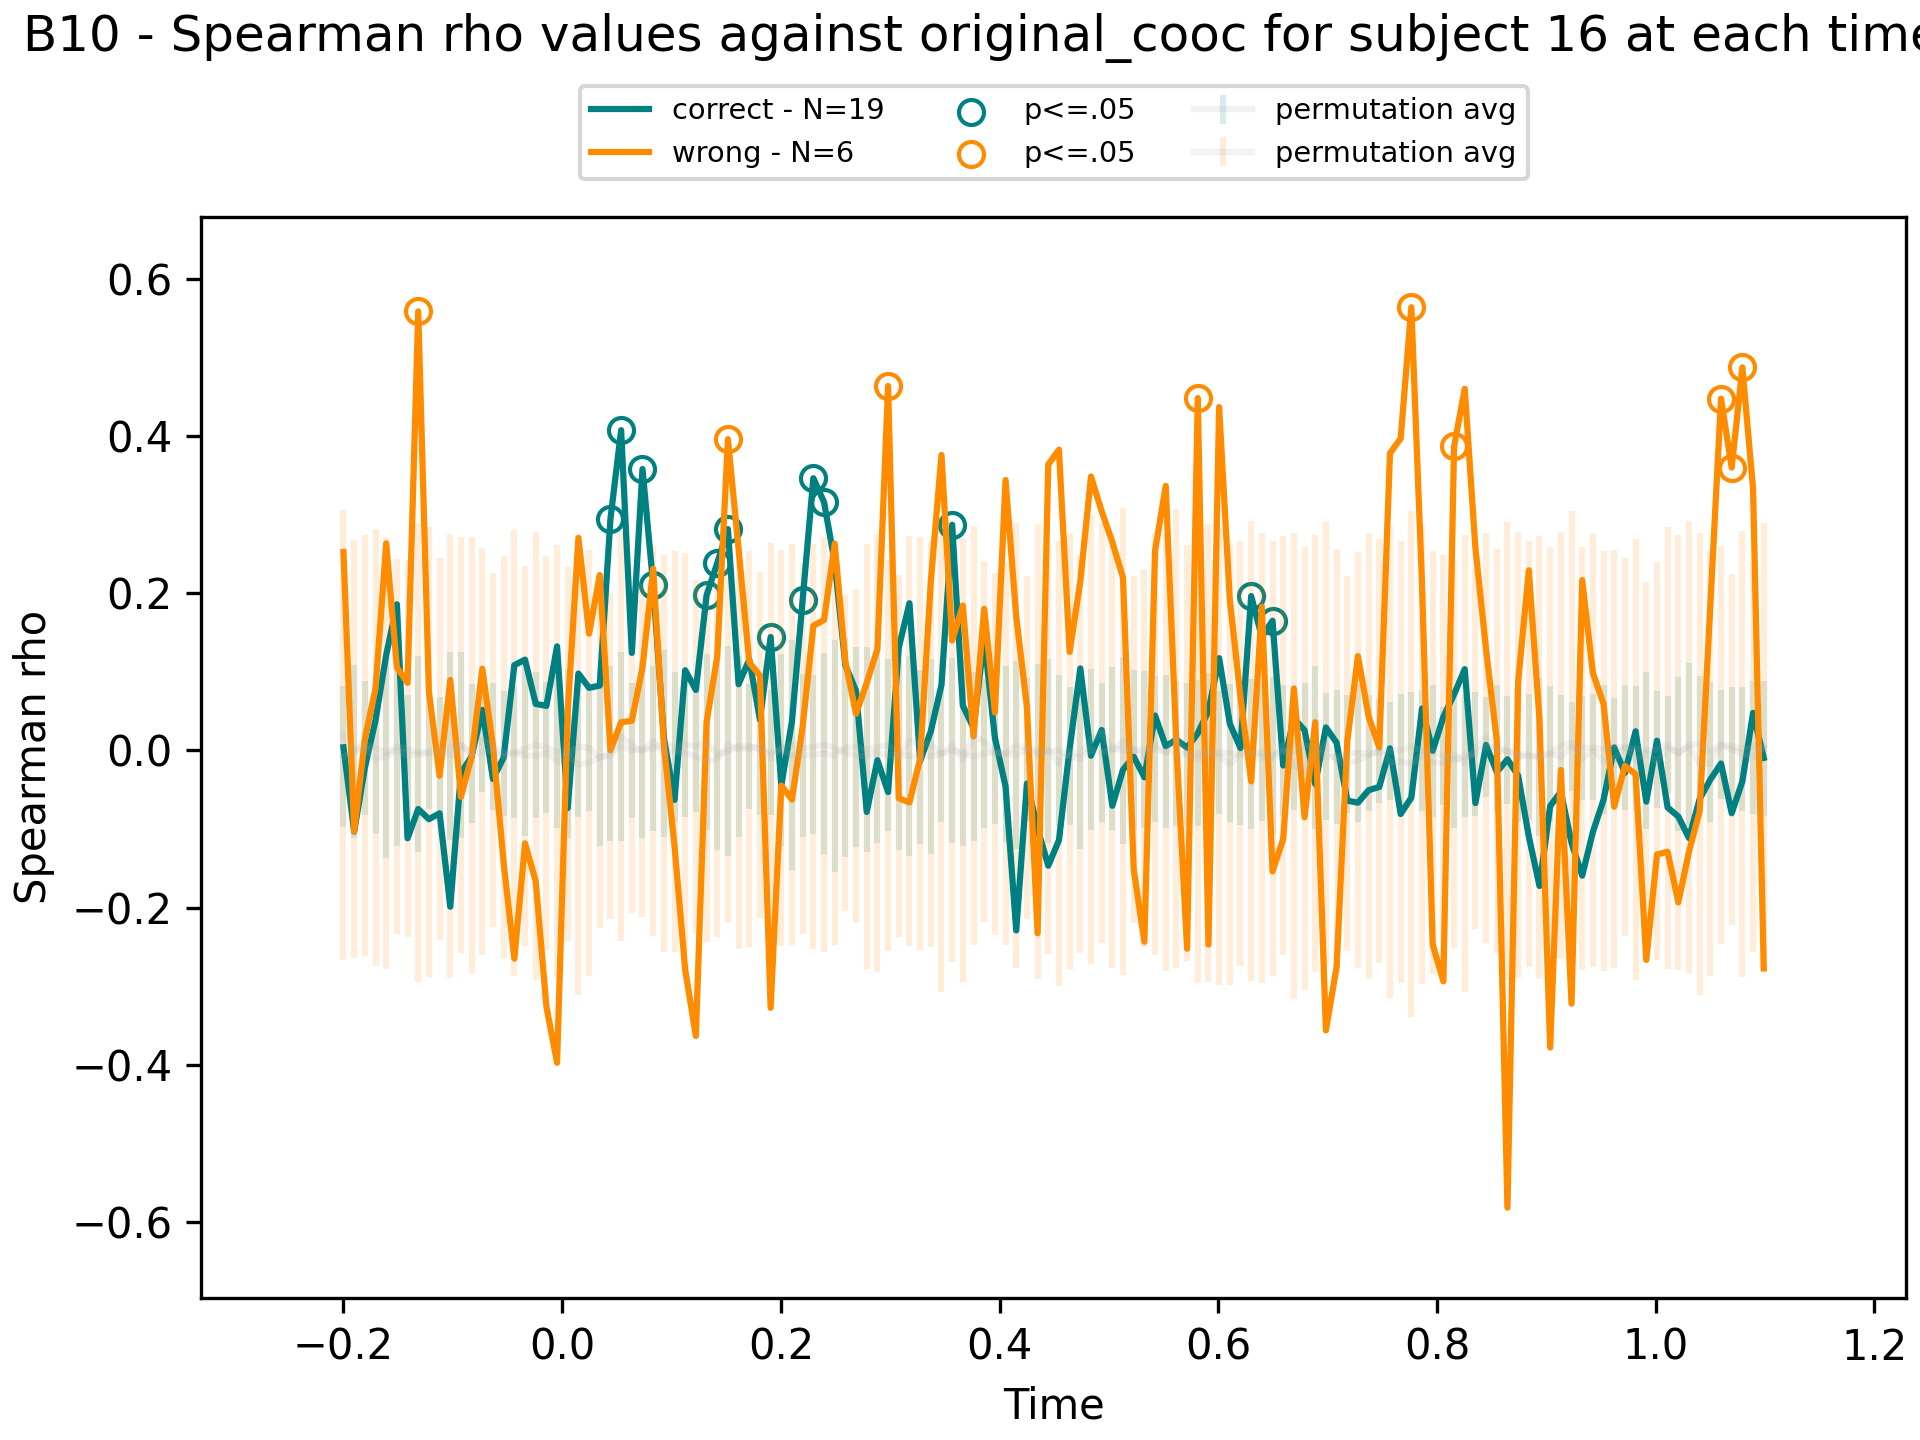 B10 - Spearman rho values against original_cooc for subject 16 at each time
correct - N=19
wrong - N=6
p<=.05
p<=.05
permutation avg
permutation avg
0.6
0.4
0.2
0.0
−0.2
−0.4
−0.6
Spearman rho
−0.2 0.0 0.2 0.4 0.6 0.8 1.0 1.2
Time